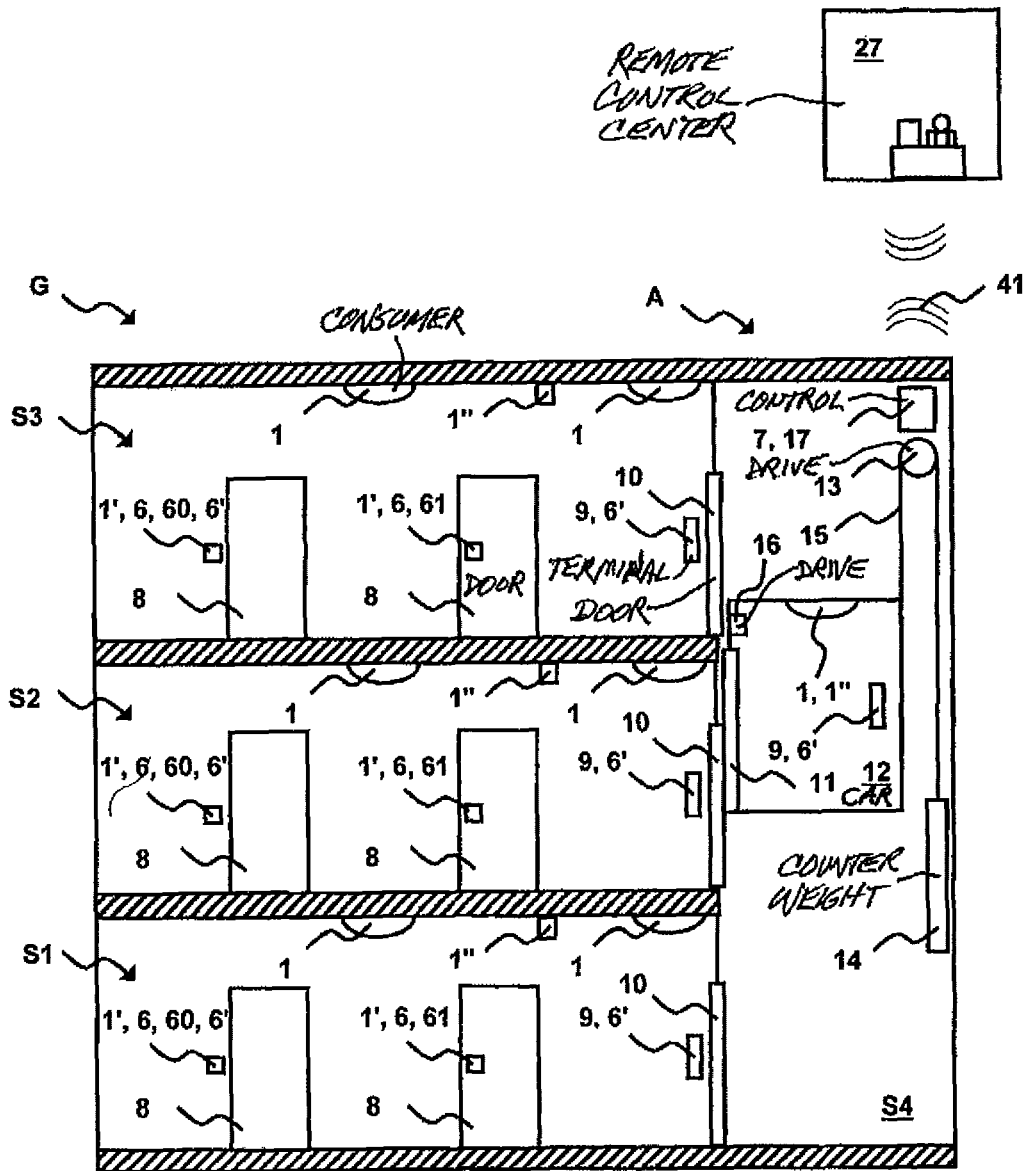 27
REMOTE
CONTROL
CENTER
41
G
A
CONSUMER
S3
1
1"
1
CONTROL
7, 17
DRIVE
13
10
1', 6, 60, 6'
1', 6, 61
9, 6'
16
15
DRIVE
TERMINAL
DOOR
8
8
DOOR
S2
1
1"
1
1, 1"
10
1', 6, 60, 6'
1', 6, 61
9, 6'
9, 6'
11
12
CAR
8
8
COUNTER
WEIGHT
S1
1
1"
1
14
10
1', 6, 60, 6'
1', 6, 61
9, 6'
8
8
S4